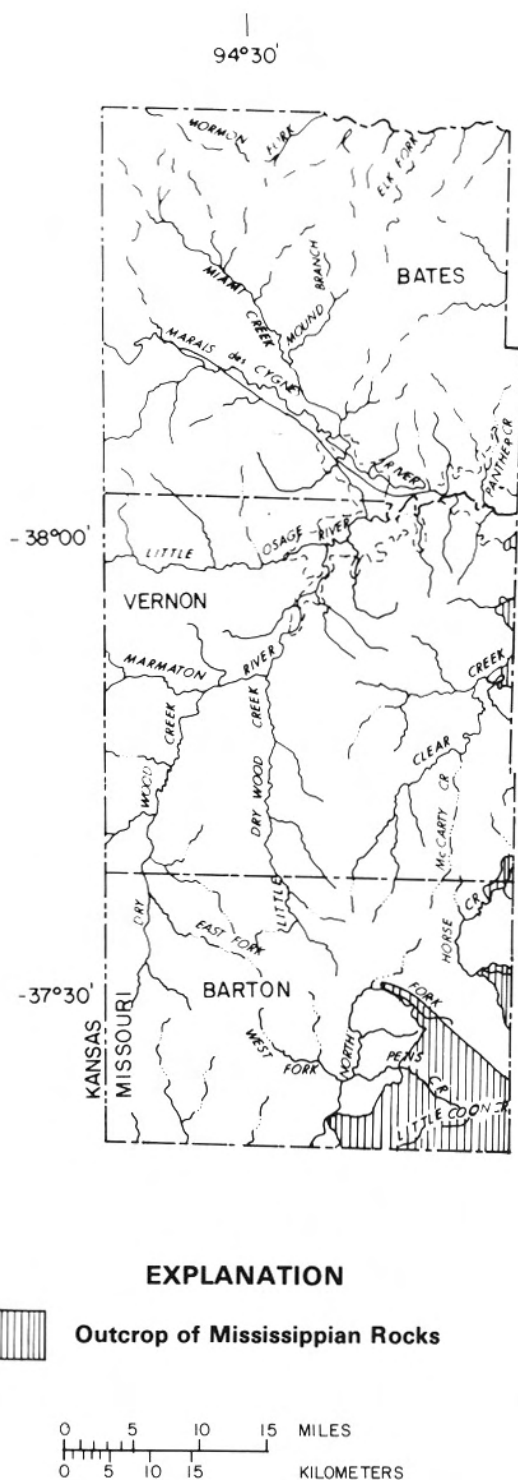 94°30'
MORMON FORK
ELK FORK
BATES
MIAMI CREEK
MOUND BRANCH
MARAIS des CYGNES
RIVER
PANTHER CR
-38°00'
LITTLE OSAGE RIVER
VERNON
MARMATON RIVER
CREEK
CLEAR
WOOD CREEK
DRY WOOD CREEK
McCARTY CR
DRY
EAST FORK
LITTLE
HORSE CR
-37°30'
KANSAS
MISSOURI
BARTON
WEST FORK
NORTH FORK
PENS CR
LITTLE COON CR
EXPLANATION
Outcrop of Mississippian Rocks
0 5 10 15 MILES
0 5 10 15 KILOMETERS